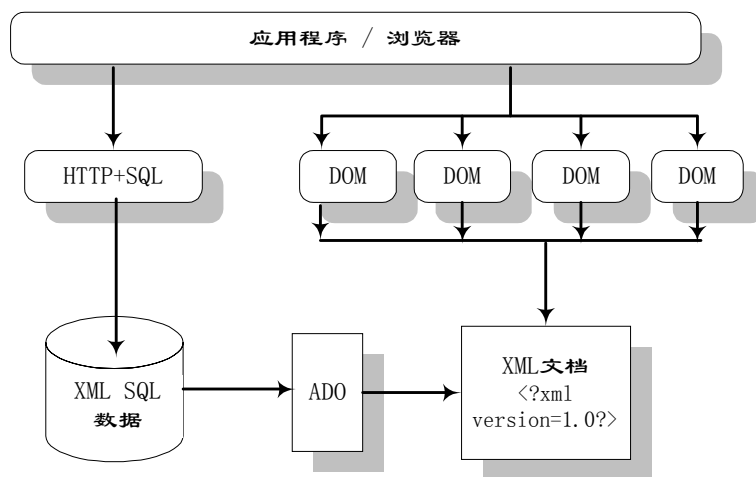 应用程序 / 浏览器
HTTP+SQL
DOM
DOM
DOM
DOM
XML SQL
数据
ADO
XML文档
<?xml
version=1.0?>